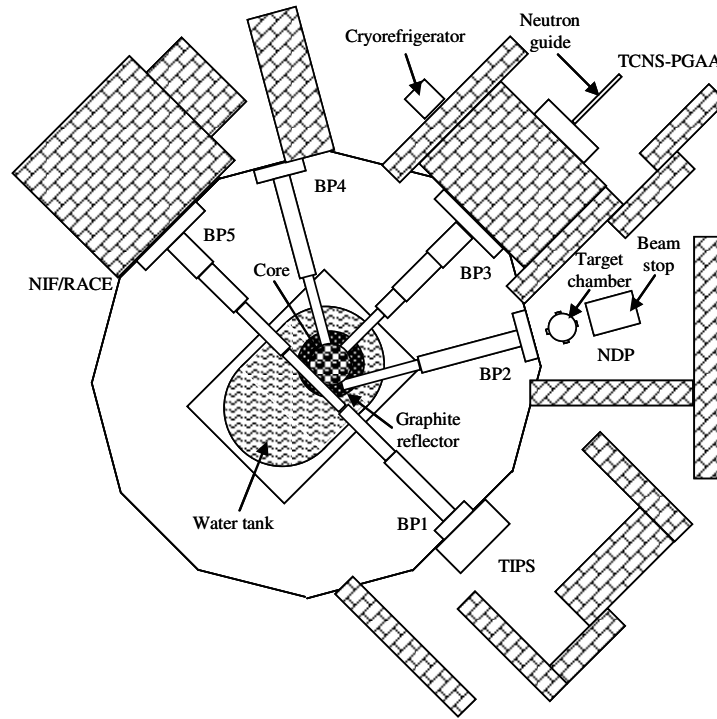 Neutron
guide
Cryorefrigerator
TCNS-PGAA
BP4
BP5
BP3
Core
Beam
stop
Target
chamber
NIF/RACE
NDP
BP2
Graphite
reflector
Water tank
BP1
TIPS